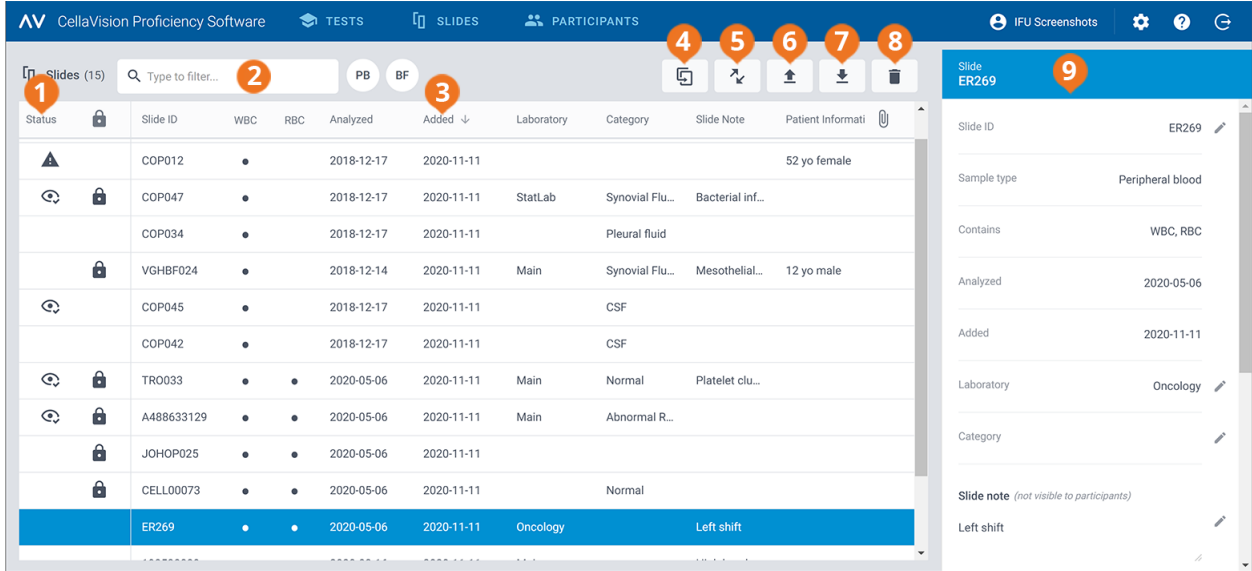 CellaVision Proficiency Software TESTS SLIDES PARTICIPANTS IFU Screenshots
4 5 6 7 8
Slides (15) Type to filter... 2 PB BF
1 3
Status Slide ID WBC RBC Analyzed Added Laboratory Category Slide Note Patient Informati
COP012 2018-12-17 2020-11-11 52 yo female
COP047 2018-12-17 2020-11-11 StatLab Synovial Flu... Bacterial inf...
COP034 2018-12-17 2020-11-11 Pleural fluid
VGHBF024 2018-12-14 2020-11-11 Main Synovial Flu... Mesothelial... 12 yo male
COP045 2018-12-17 2020-11-11 CSF
COP042 2018-12-17 2020-11-11 CSF
TRO033 2020-05-06 2020-11-11 Main Normal Platelet clu...
A488633129 2020-05-06 2020-11-11 Main Abnormal R...
JOHOP025 2020-05-06 2020-11-11
CELL00073 2020-05-06 2020-11-11 Normal
ER269 2020-05-06 2020-11-11 Oncology Left shift
Slide
ER269
9
Slide ID ER269
Sample type Peripheral blood
Contains WBC, RBC
Analyzed 2020-05-06
Added 2020-11-11
Laboratory Oncology
Category
Slide note (not visible to participants)
Left shift